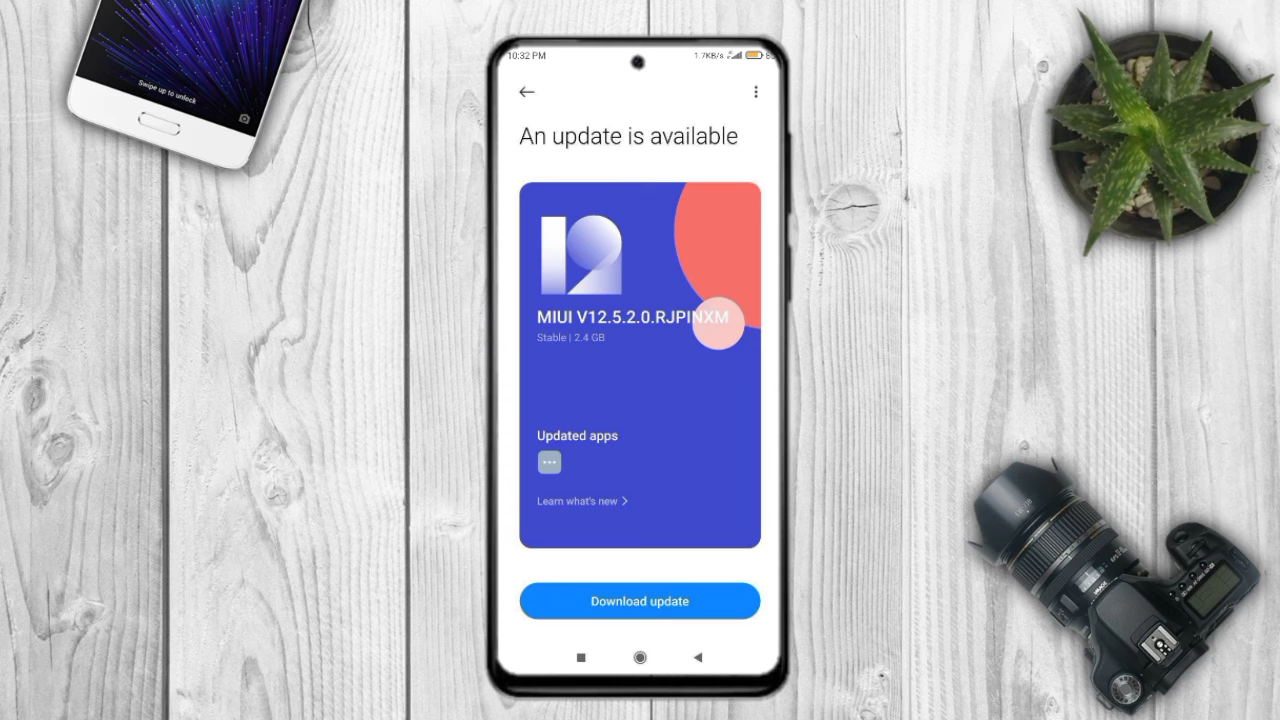 Swipe up to unlock
10:32 PM
1.7KB/s
An update is available
12
MIUI V12.5.2.0.RJPINXM
Stable | 2.4 GB
Updated apps
Learn what's new
Download update